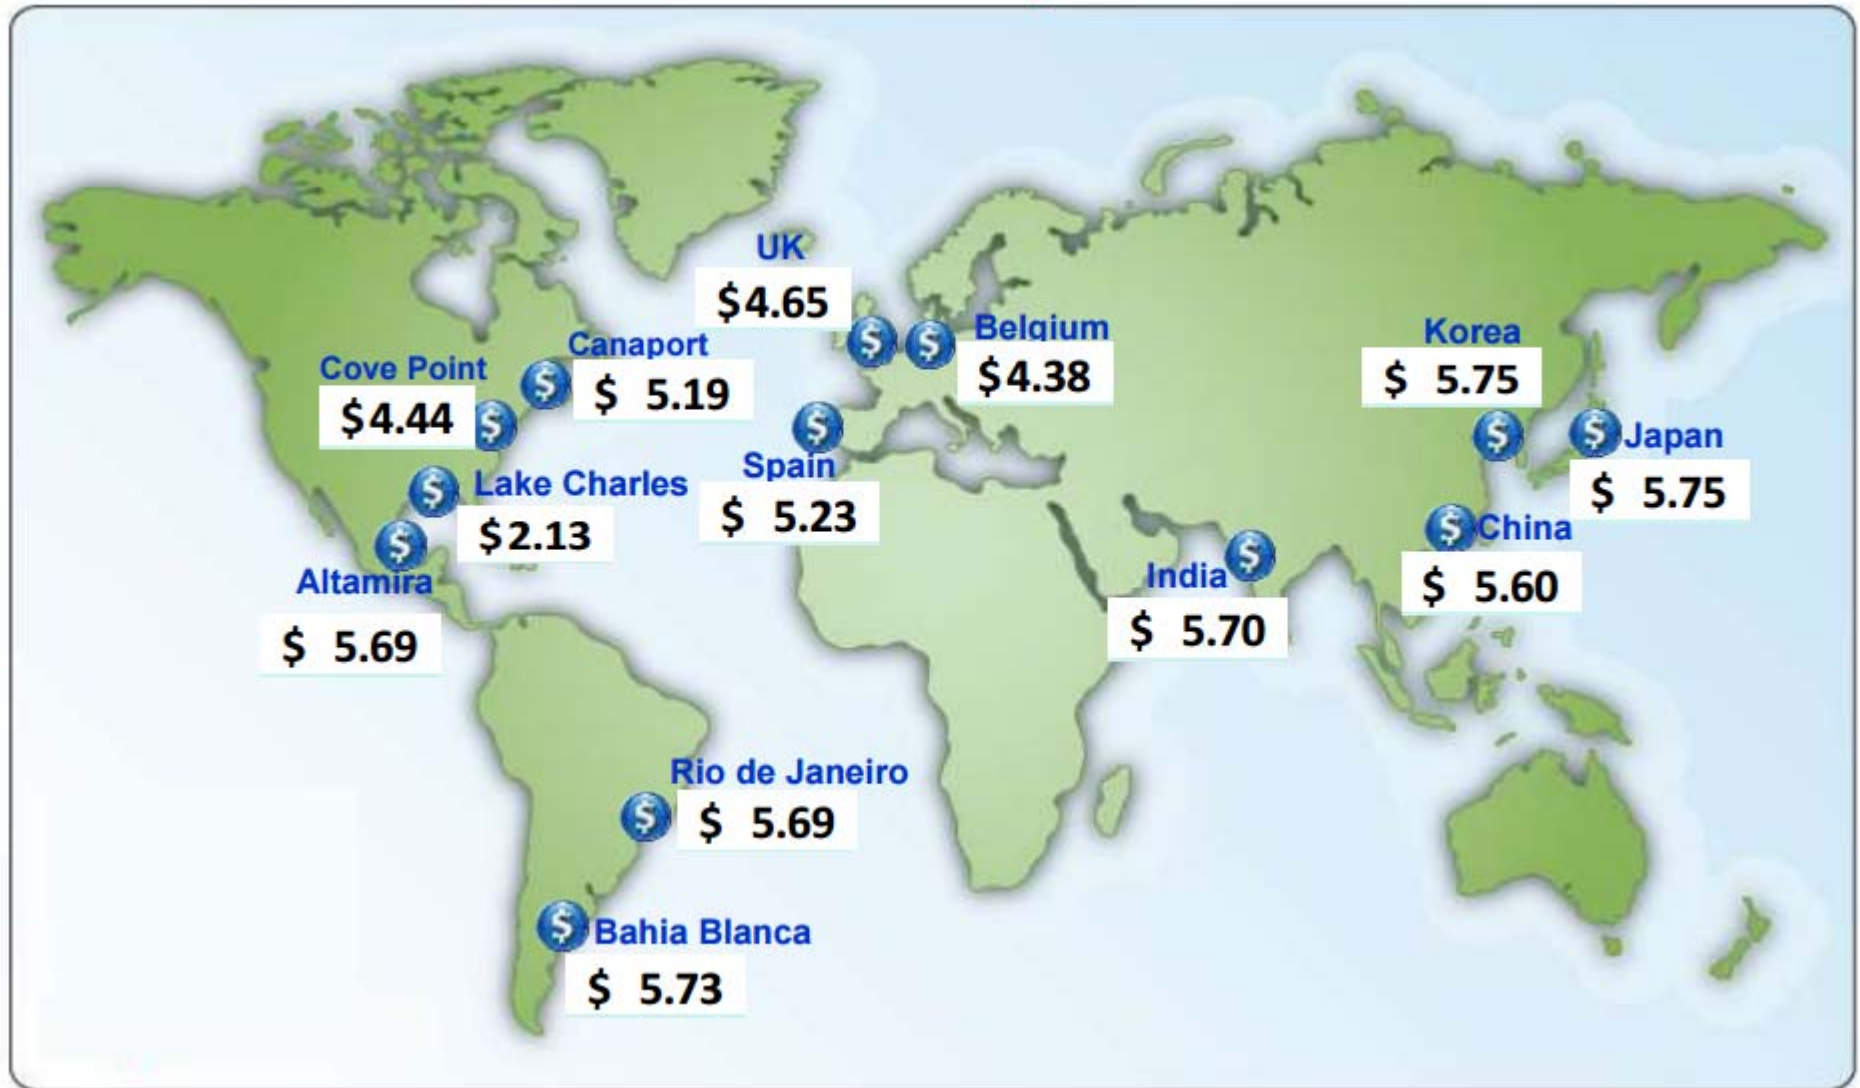 UK
$4.65
Belgium
$4.38
Canaport
$ 5.19
Cove Point
$4.44
Korea
$ 5.75
Japan
$ 5.75
Spain
$ 5.23
Lake Charles
$2.13
China
$ 5.60
Altamira
$ 5.69
India
$ 5.70
Rio de Janeiro
$ 5.69
Bahia Blanca
$ 5.73